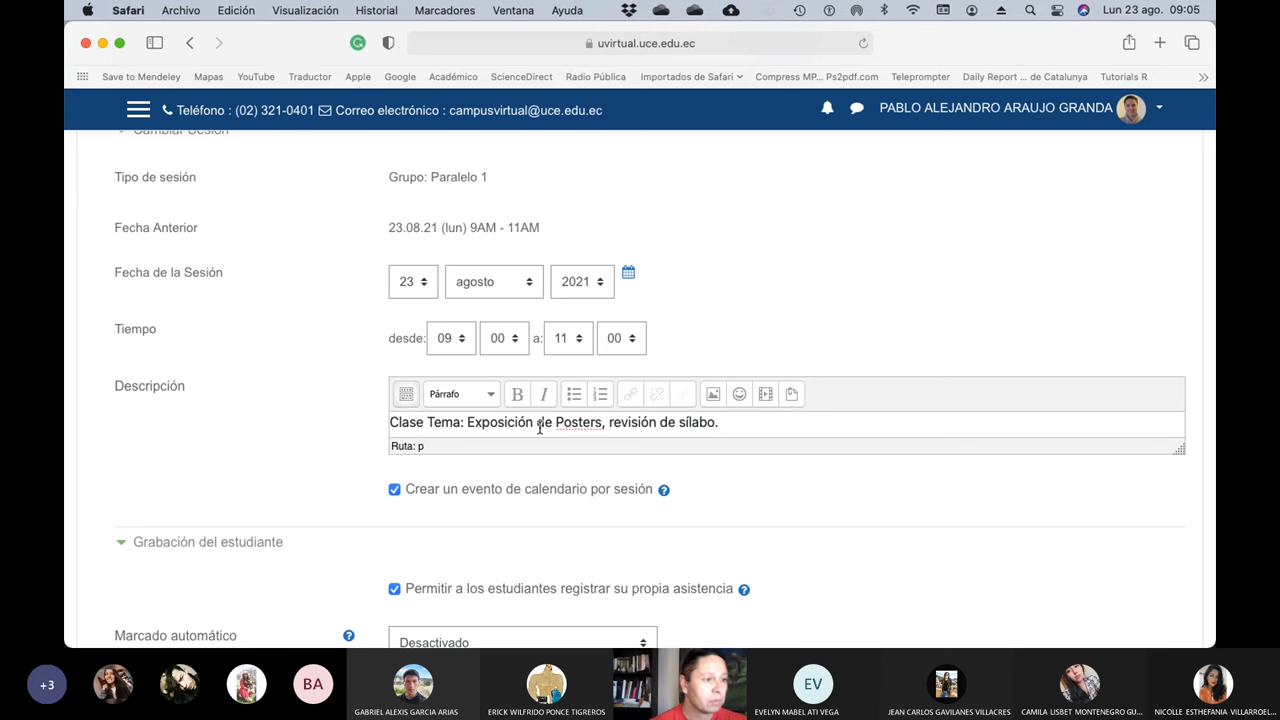 Safari Archivo Edición Visualización Historial Marcadores Ventana Ayuda Lun 23 ago. 09:05
uvirtual.uce.edu.ec
Save to Mendeley Mapas YouTube Traductor Apple Google Académico ScienceDirect Radio Pública Importados de Safari Compress MP... Ps2pdf.com Teleprompter Daily Report ... de Catalunya Tutorials R
Teléfono : (02) 321-0401 Correo electrónico : campusvirtual@uce.edu.ec PABLO ALEJANDRO ARAUJO GRANDA
Cambiar Sesión
Tipo de sesión Grupo: Paralelo 1
Fecha Anterior 23.08.21 (lun) 9AM - 11AM
Fecha de la Sesión 23 agosto 2021
Tiempo desde: 09 00 a: 11 00
Descripción
Párrafo B I
Clase Tema: Exposición de Posters, revisión de sílabo.
Ruta: p
Crear un evento de calendario por sesión ?
Grabación del estudiante
Permitir a los estudiantes registrar su propia asistencia ?
Marcado automático ? Desactivado
+3 BA EV
GABRIEL ALEXIS GARCIA ARIAS ERICK WILFRIDO PONCE TIGREROS EVELYN MABEL ATI VEGA JEAN CARLOS GAVILANES VILLACRES CAMILA LISBET MONTENEGRO GU... NICOLLE ESTHEFANIA VILLARROEL...